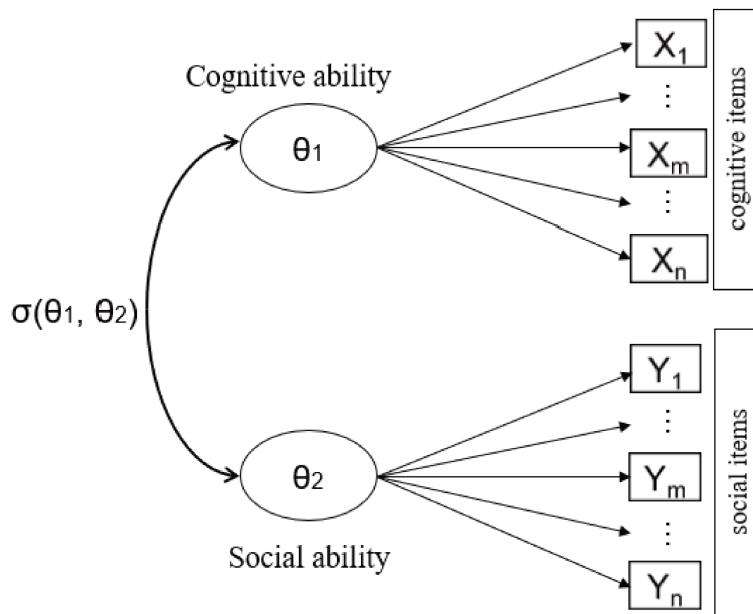 Cognitive ability
θ1
X1
⋮
Xm
⋮
Xn
cognitive items
σ(θ1, θ2)
θ2
Social ability
Y1
⋮
Ym
⋮
Yn
social items